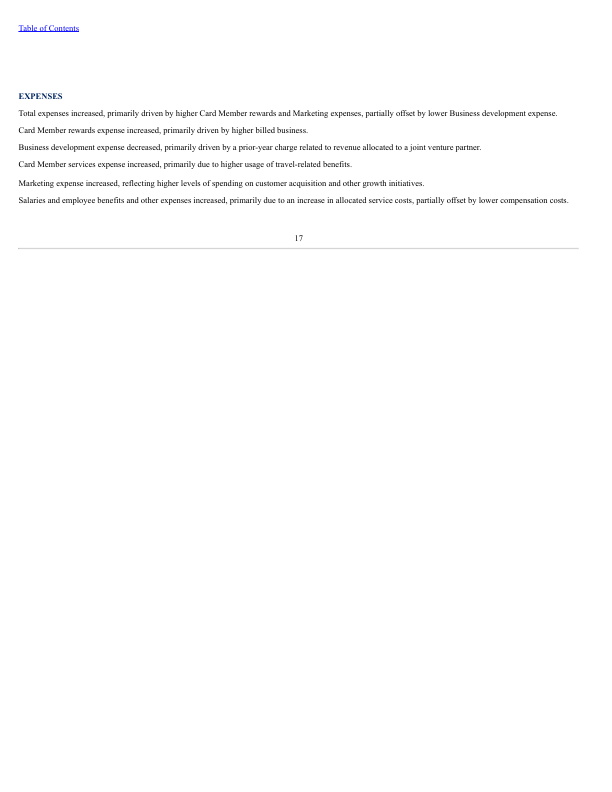 Table of Contents
EXPENSES
Total expenses increased, primarily driven by higher Card Member rewards and Marketing expenses, partially offset by lower Business development expense.
Card Member rewards expense increased, primarily driven by higher billed business.
Business development expense decreased, primarily driven by a prior-year charge related to revenue allocated to a joint venture partner.
Card Member services expense increased, primarily due to higher usage of travel-related benefits.
Marketing expense increased, reflecting higher levels of spending on customer acquisition and other growth initiatives.
Salaries and employee benefits and other expenses increased, primarily due to an increase in allocated service costs, partially offset by lower compensation costs.
17